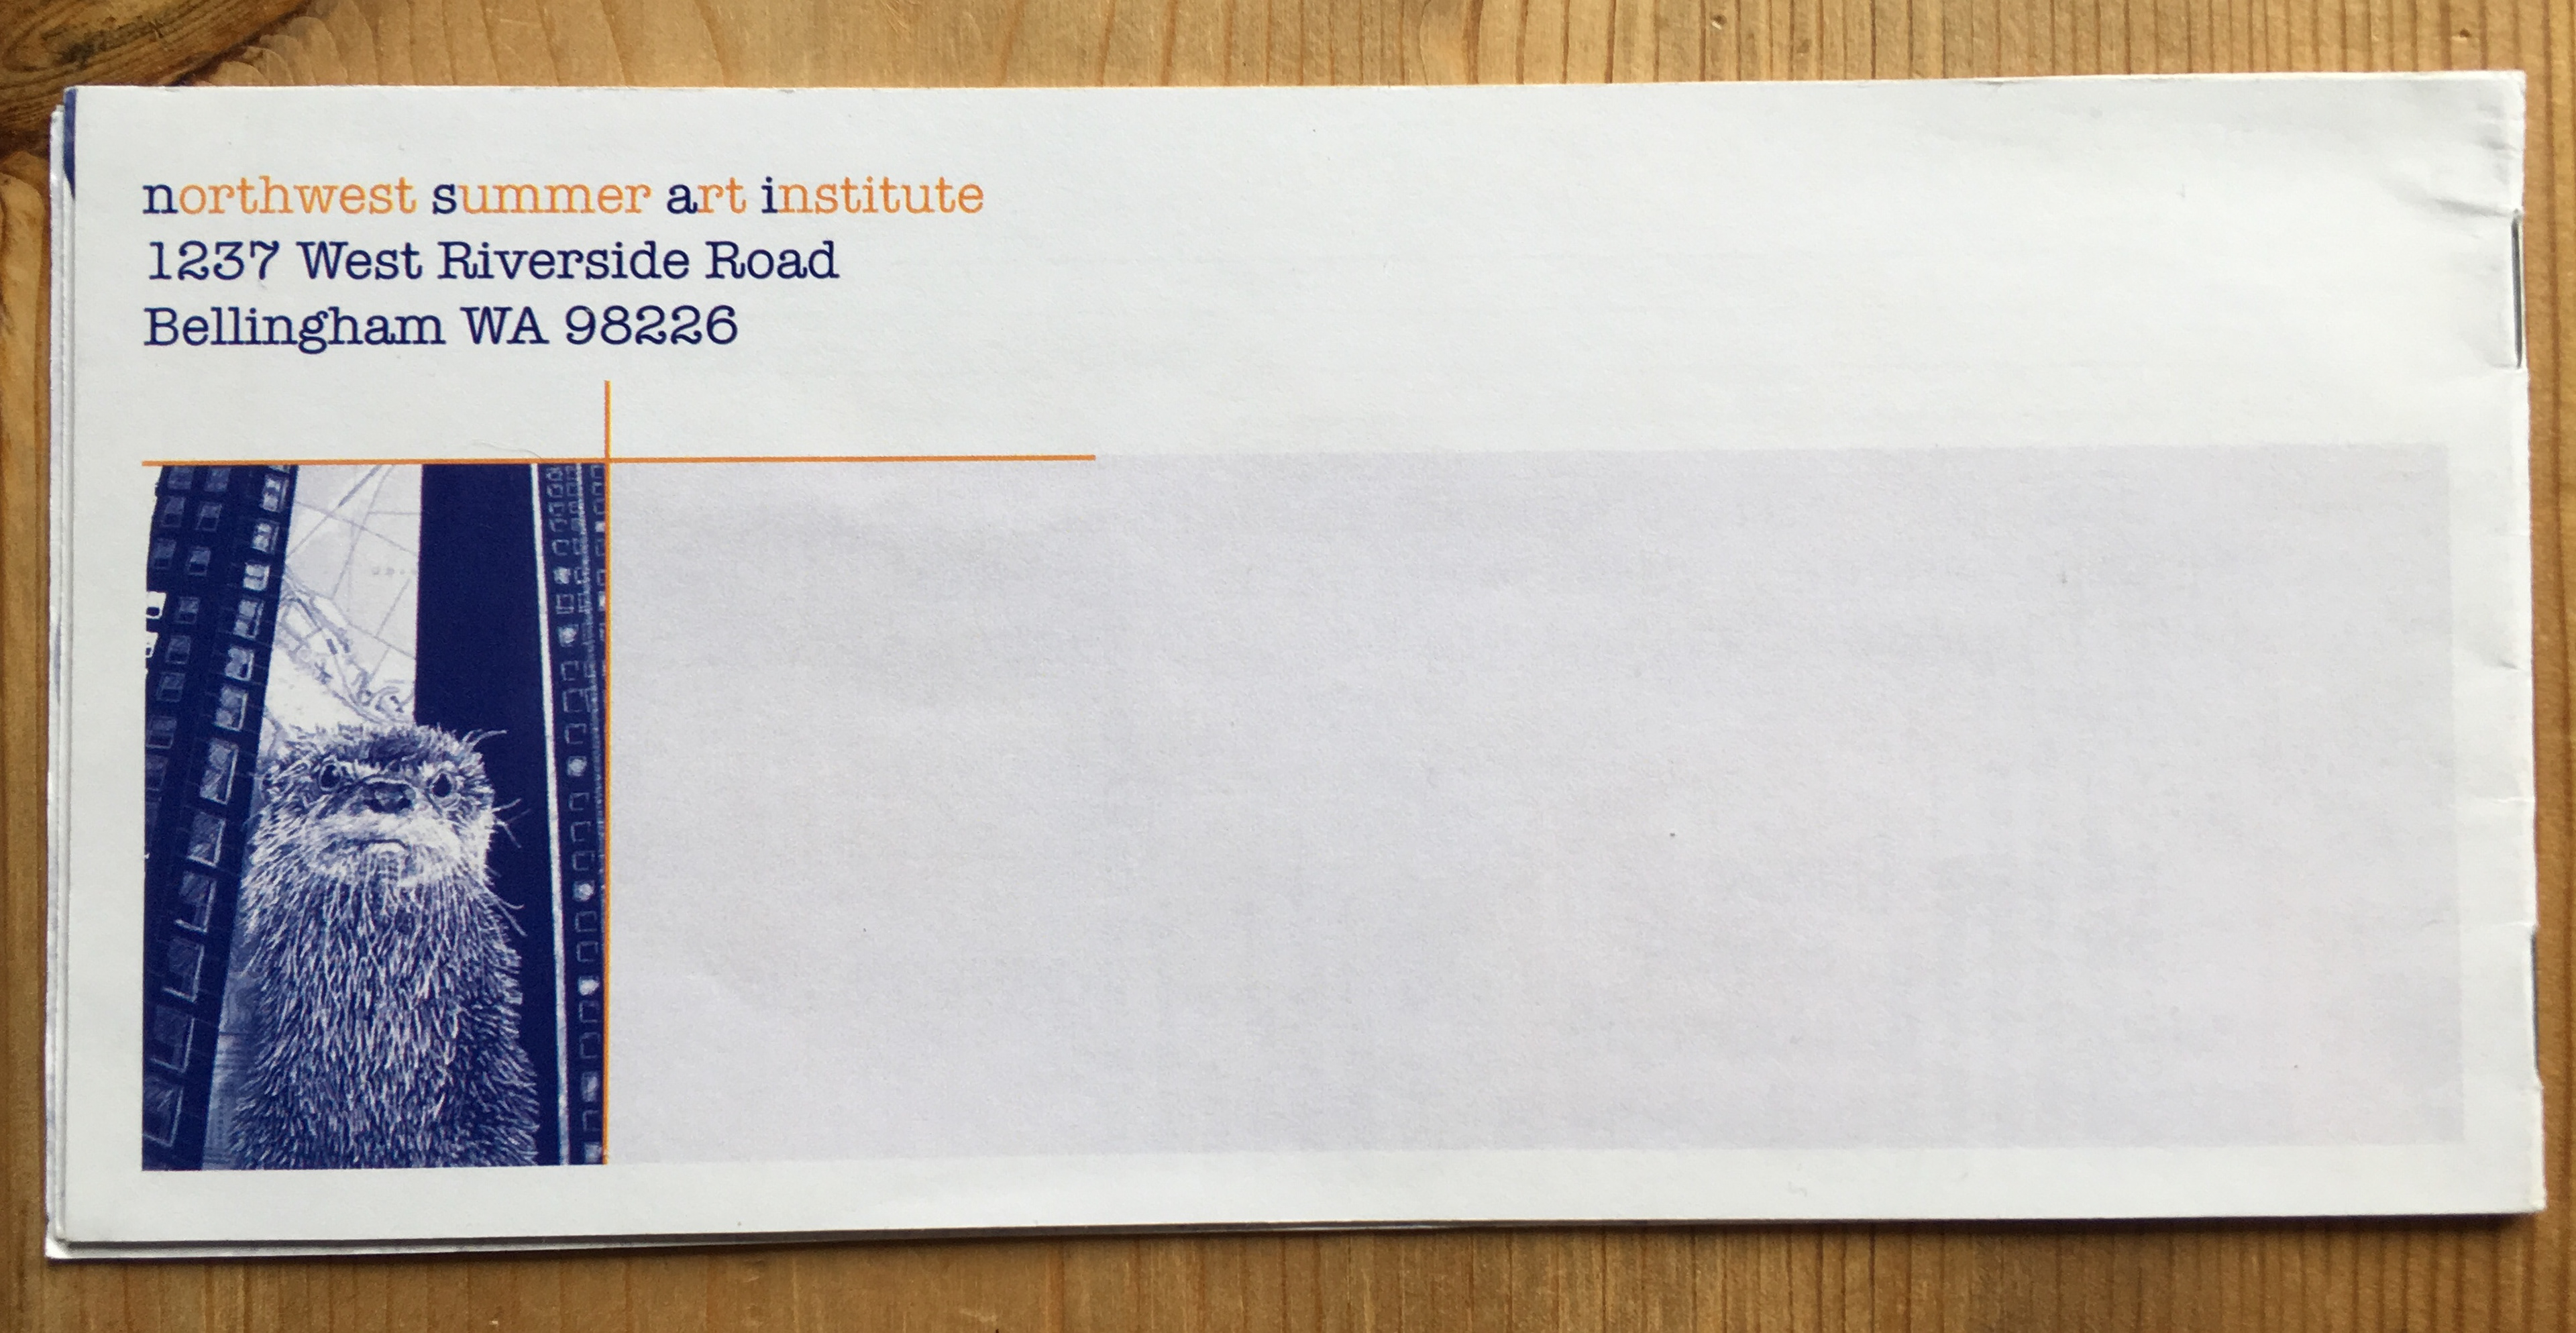 northwest summer art institute
1237 West Riverside Road
Bellingham WA 98226